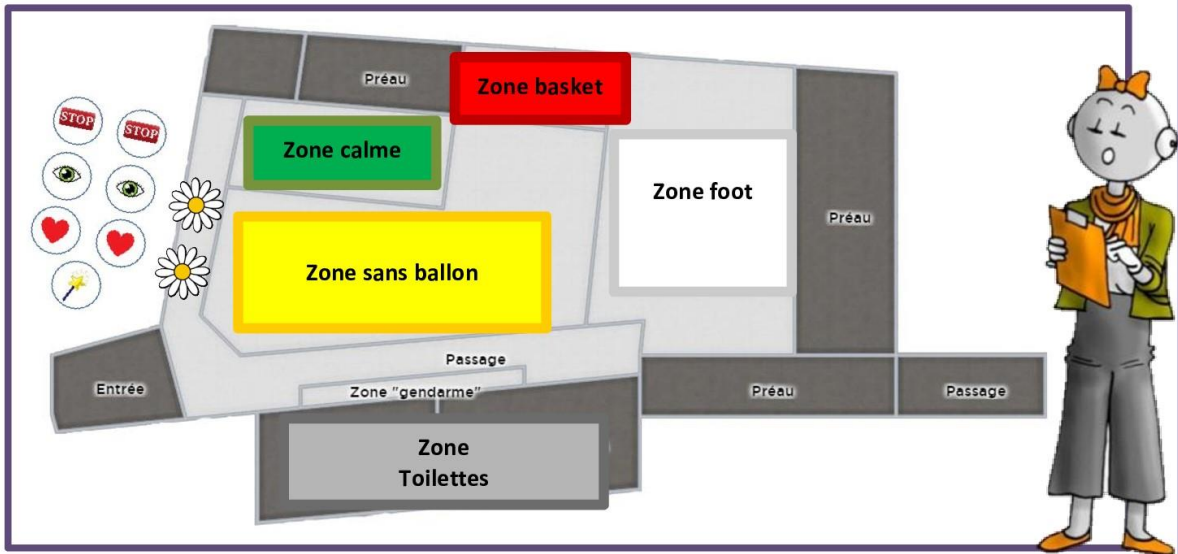 Préau
Zone basket
STOP
STOP
Zone calme
Zone foot
Préau
Zone sans ballon
Passage
Entrée
Zone "gendarme"
Préau
Passage
Zone
Toilettes